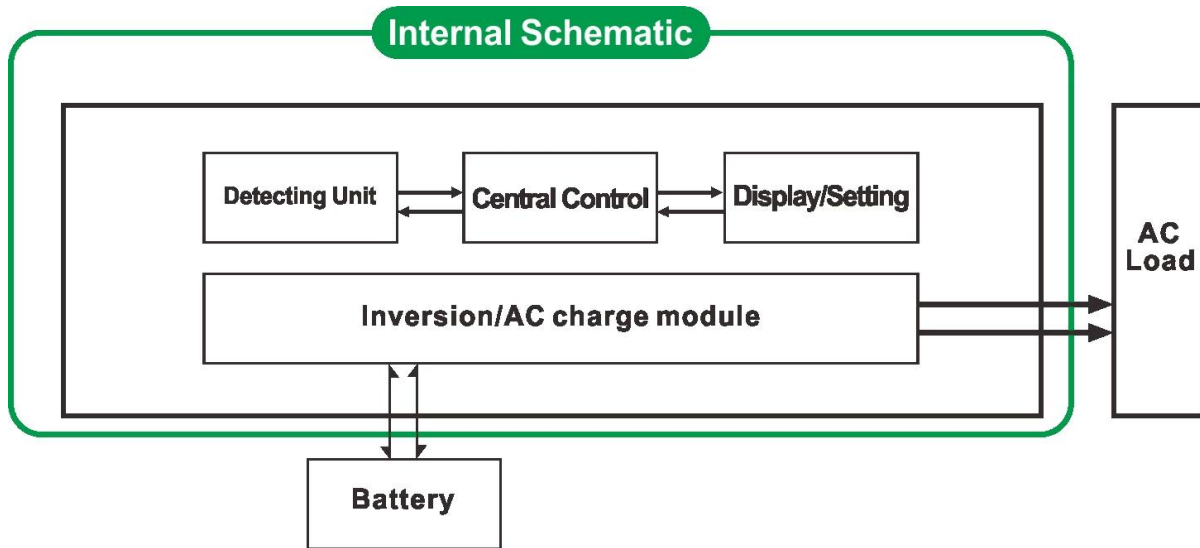 Internal Schematic
Detecting Unit
Central Control
Display/Setting
AC
Load
Inversion/AC charge module
Battery